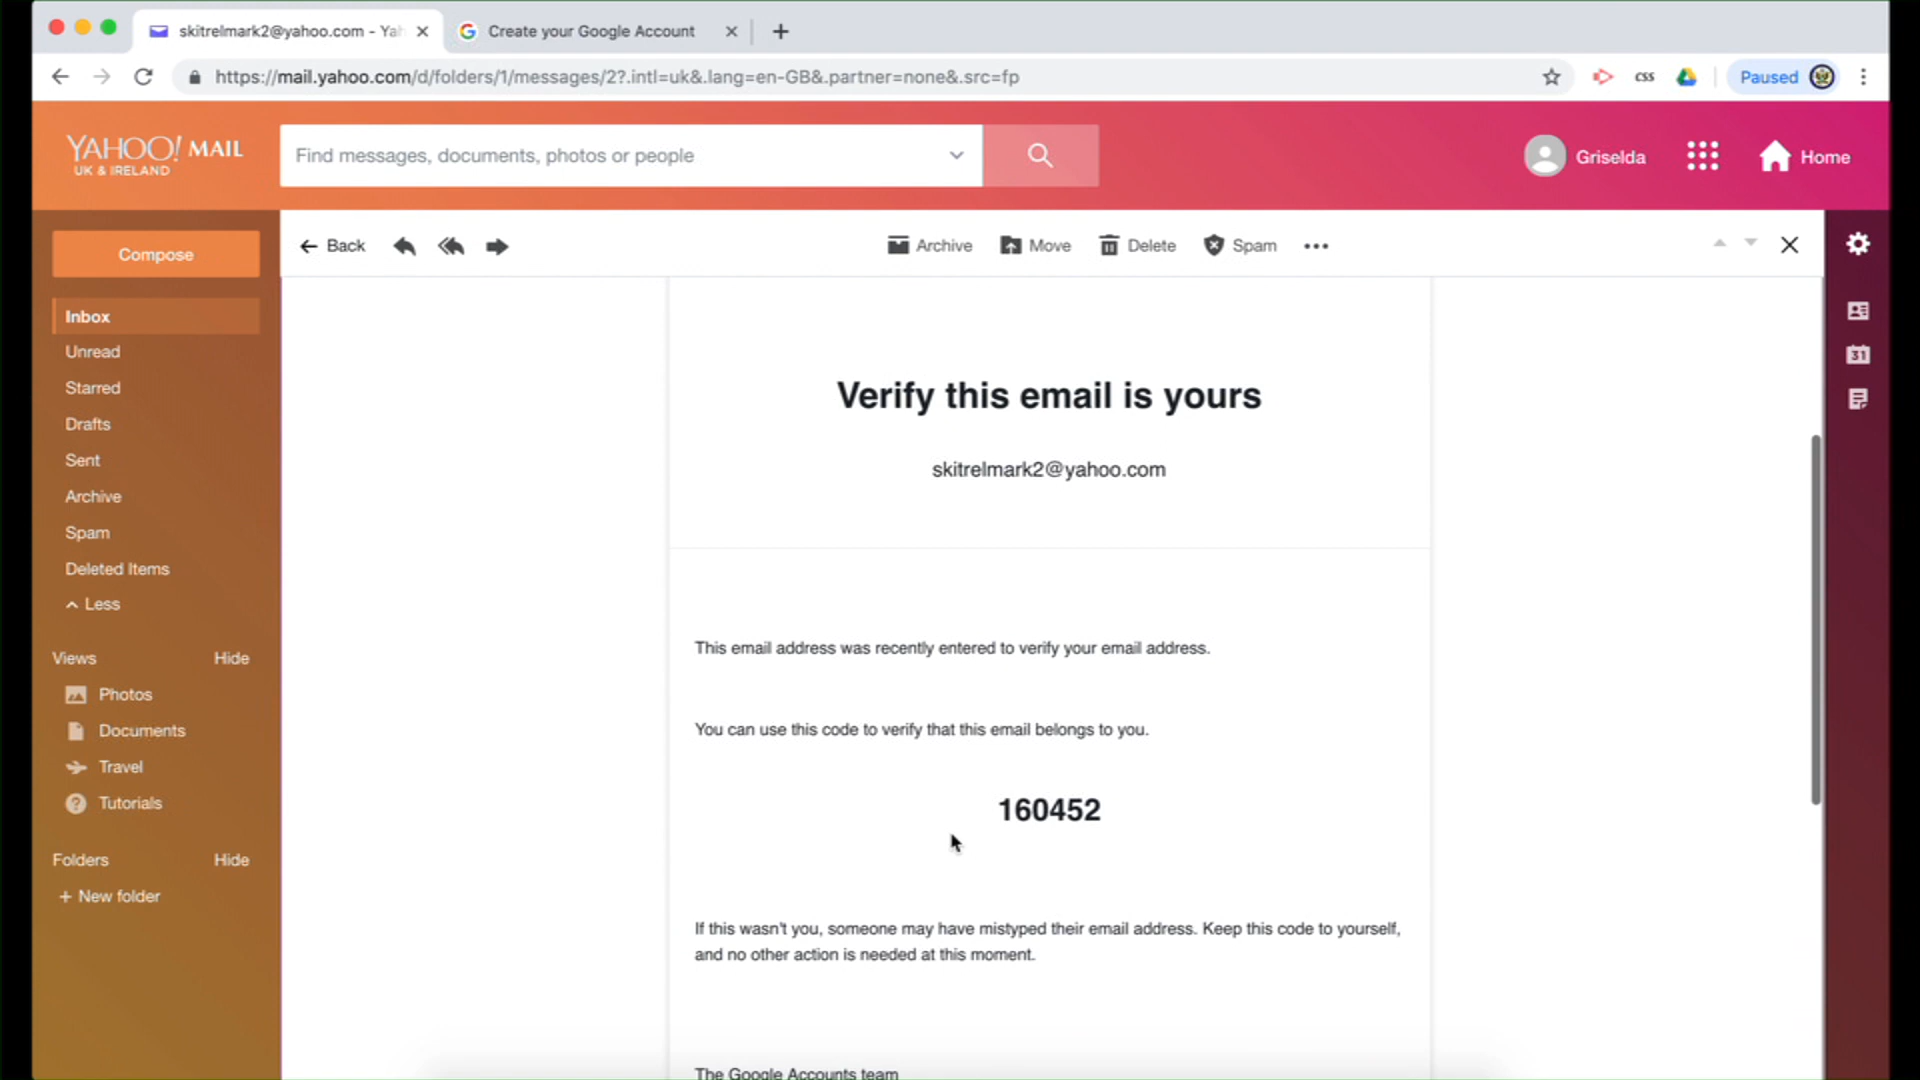 skitrelmark2@yahoo.com - Yah
Create your Google Account
https://mail.yahoo.com/d/folders/1/messages/2?.intl=uk&.lang=en-GB&.partner=none&.src=fp
css
Paused
YAHOO! MAIL
UK & IRELAND
Find messages, documents, photos or people
Griselda
Home
Compose
Back
Archive
Move
Delete
Spam
Inbox
Unread
Starred
Drafts
Sent
Archive
Spam
Deleted Items
Less
Views Hide
Photos
Documents
Travel
Tutorials
Folders Hide
+ New folder
31
Verify this email is yours
skitrelmark2@yahoo.com
This email address was recently entered to verify your email address.
You can use this code to verify that this email belongs to you.
160452
If this wasn't you, someone may have mistyped their email address. Keep this code to yourself,
and no other action is needed at this moment.
The Google Accounts team